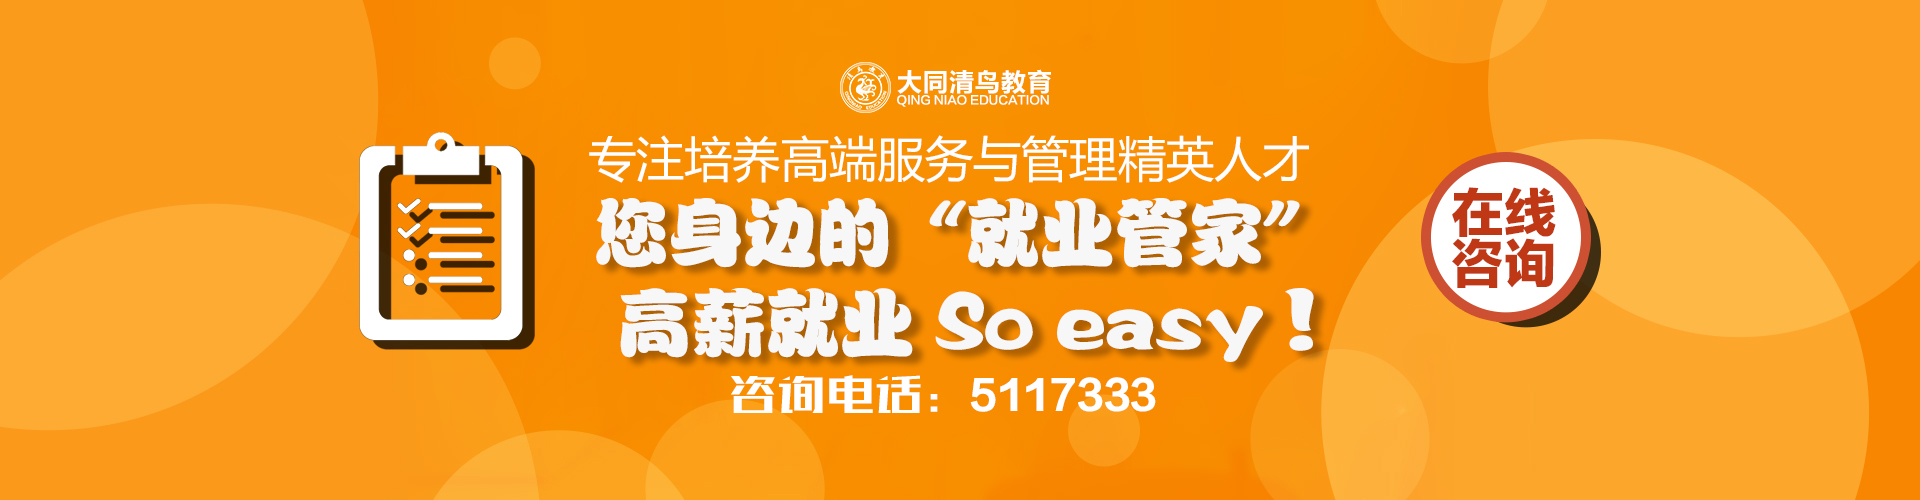 大同清鸟教育
QING NIAO EDUCATION
专注培养高端服务与管理精英人才
您身边的“就业管家”
高薪就业 So easy！
咨询电话：5117333
在线
咨询